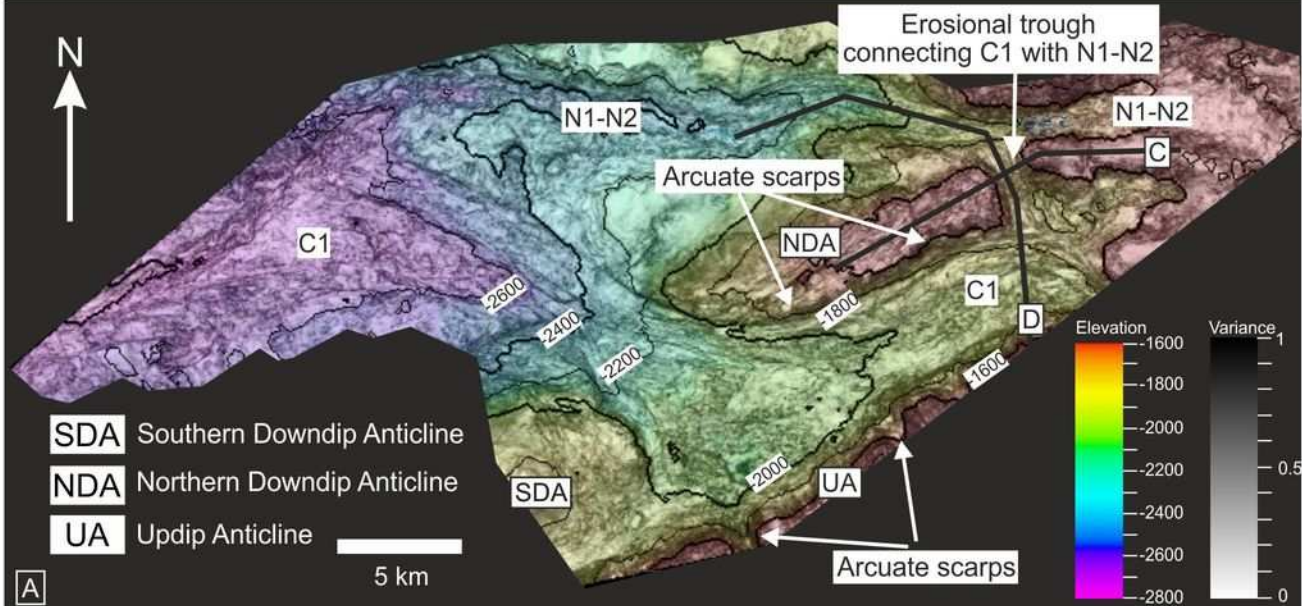 Erosional trough
connecting C1 with N1-N2
N
N1-N2
N1-N2
C
Arcuate scarps
NDA
C1
C1
-2600
-1800
-2400
D
-2200
-1600
Elevation
Variance
-1600
-1800
-2000
-2200
-2400
-2600
-2800
1
0.5
0
-2000
UA
SDA
SDA Southern Downdip Anticline
NDA Northern Downdip Anticline
UA Updip Anticline
5 km
Arcuate scarps
A